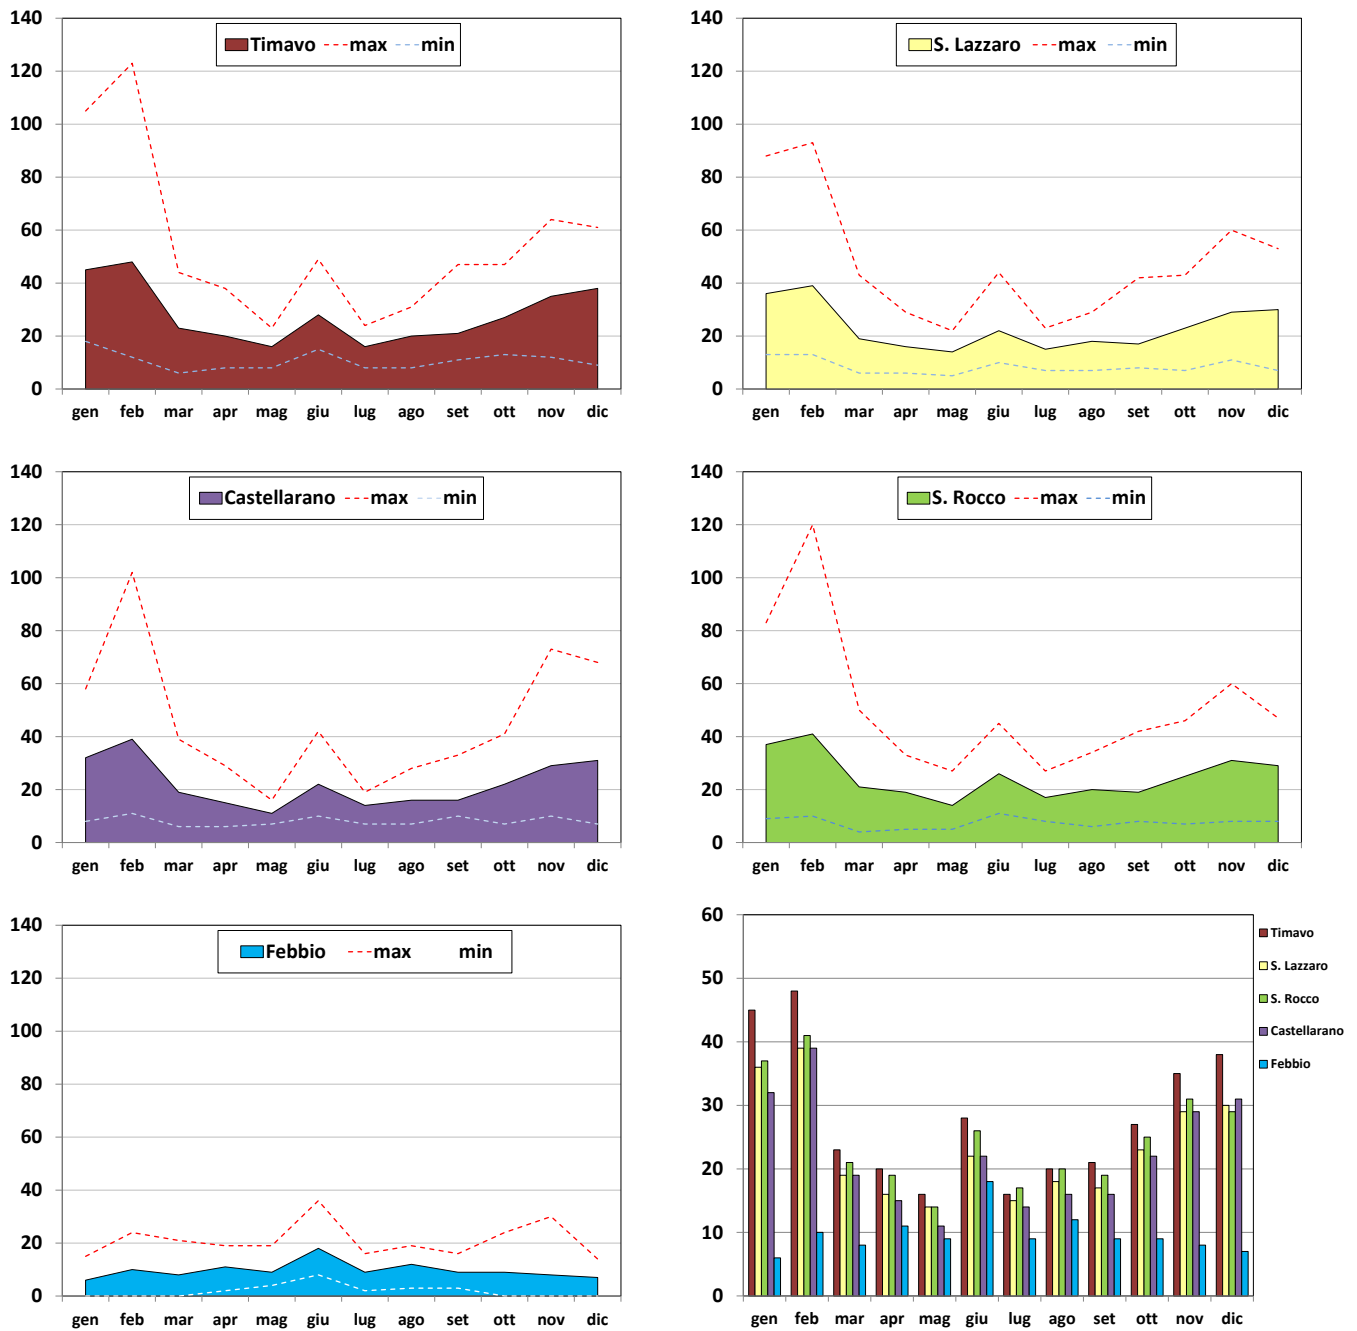 Timavo max min
140
120
100
80
60
40
20
0
gen feb mar apr mag giu lug ago set ott nov dic
S. Lazzaro max min
140
120
100
80
60
40
20
0
gen feb mar apr mag giu lug ago set ott nov dic
Castellarano max min
140
120
100
80
60
40
20
0
gen feb mar apr mag giu lug ago set ott nov dic
S. Rocco max min
140
120
100
80
60
40
20
0
gen feb mar apr mag giu lug ago set ott nov dic
Febbio max min
140
120
100
80
60
40
20
0
gen feb mar apr mag giu lug ago set ott nov dic
60
50
40
30
20
10
0
gen feb mar apr mag giu lug ago set ott nov dic
Timavo
S. Lazzaro
S. Rocco
Castellarano
Febbio